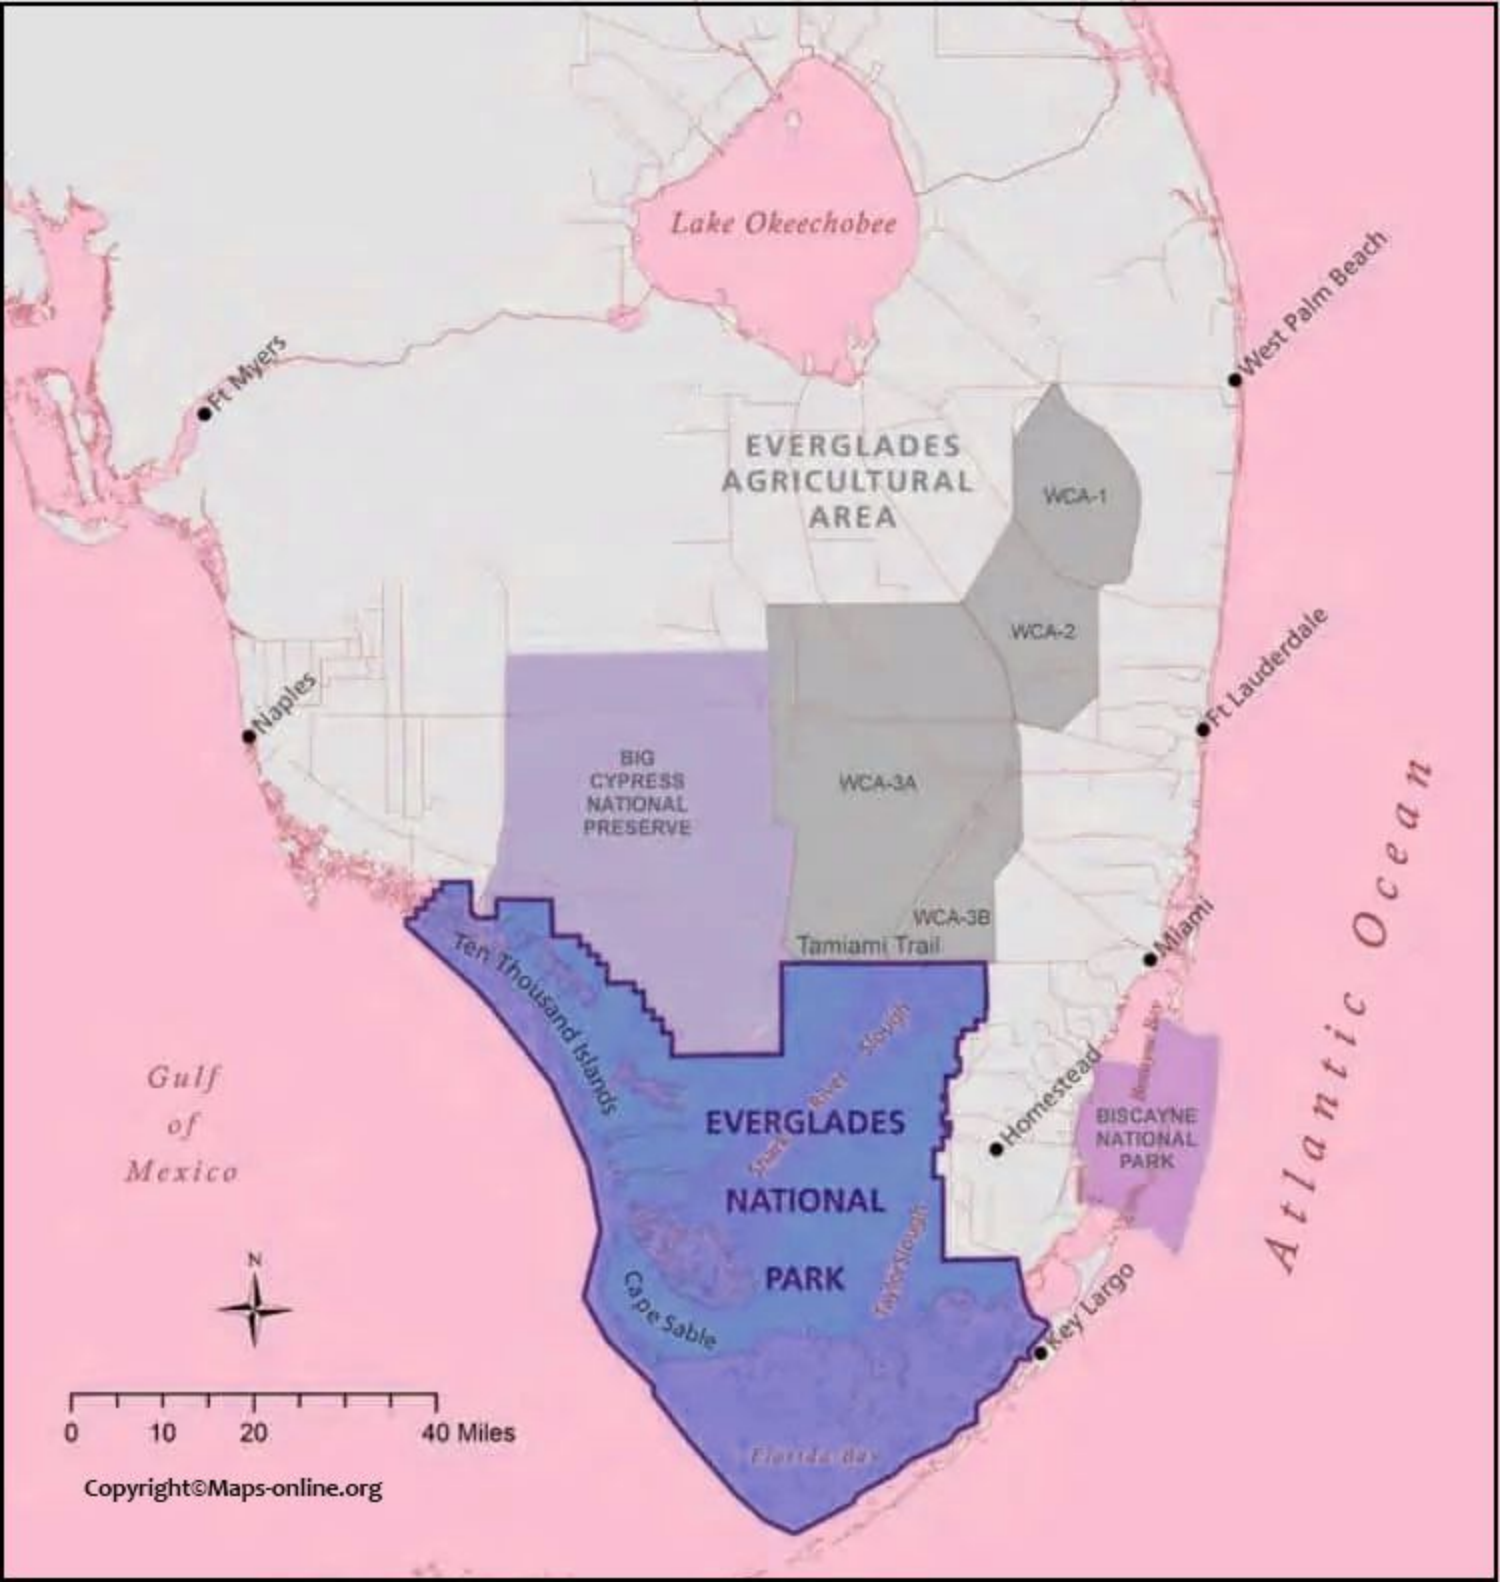 Lake Okeechobee
West Palm Beach
Ft Myers
EVERGLADES
AGRICULTURAL
AREA
WCA-1
WCA-2
Ft Lauderdale
Naples
BIG
CYPRESS
NATIONAL
PRESERVE
WCA-3A
WCA-3B
Tamiami Trail
Miami
Atlantic Ocean
Ten Thousand Islands
Shark River Slough
Homestead
BISCAYNE
NATIONAL
PARK
Gulf
of
Mexico
EVERGLADES
NATIONAL
PARK
Taylor Slough
Cape Sable
Key Largo
N
0 10 20 40 Miles
Florida Bay
Copyright©Maps-online.org